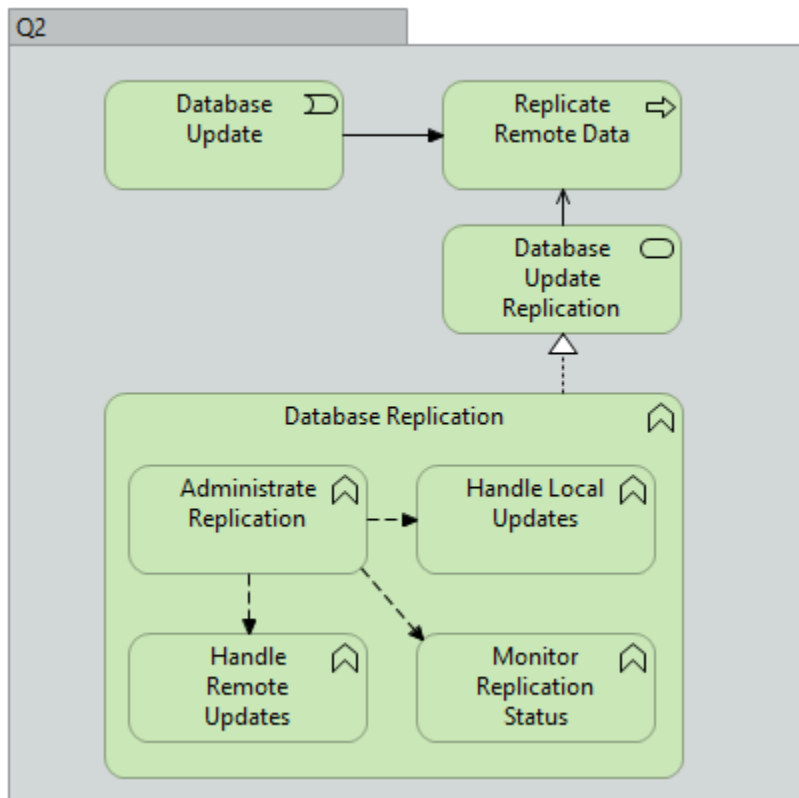 Q2
Database
Update
Replicate
Remote Data
Database
Update
Replication
Database Replication
Administrate
Replication
Handle Local
Updates
Handle
Remote
Updates
Monitor
Replication
Status